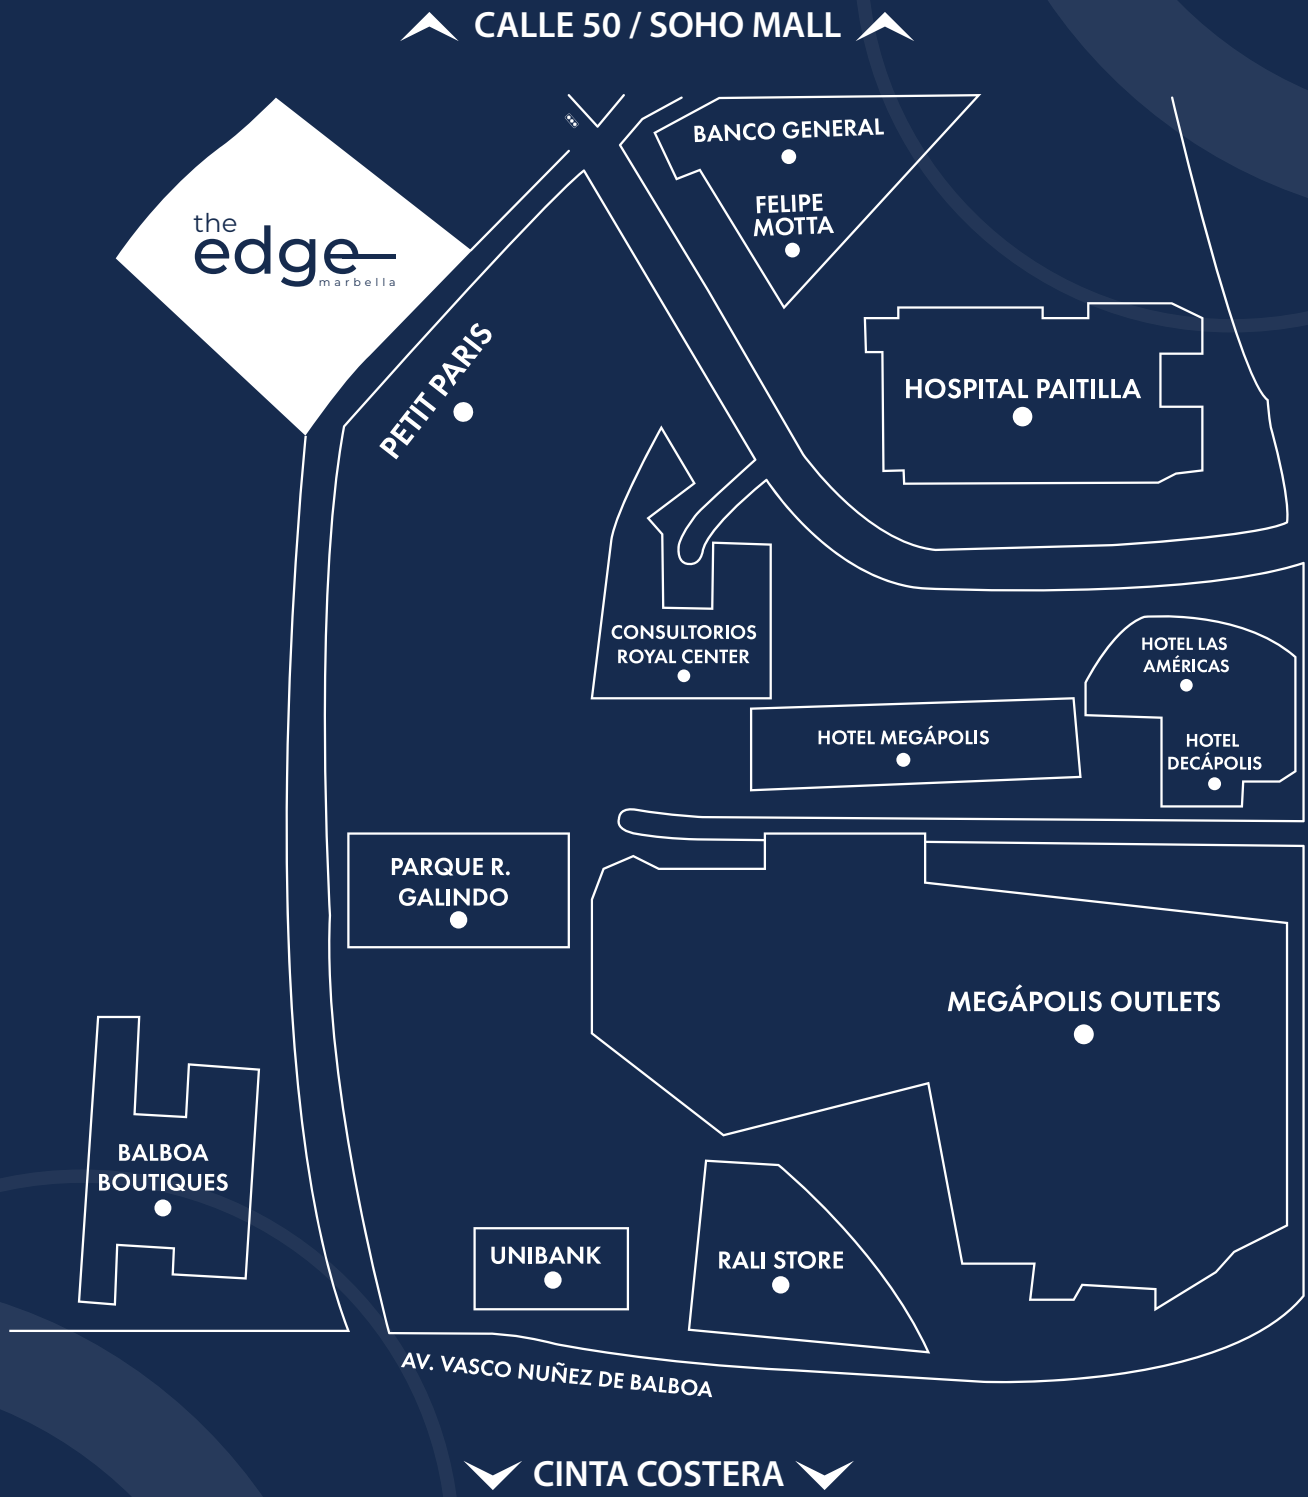 CALLE 50 / SOHO MALL
BANCO GENERAL
FELIPE
MOTTA
the
edge
marbella
PETIT PARIS
HOSPITAL PAITILLA
CONSULTORIOS
ROYAL CENTER
HOTEL LAS
AMÉRICAS
HOTEL MEGÁPOLIS
HOTEL
DECÁPOLIS
PARQUE R.
GALINDO
MEGÁPOLIS OUTLETS
BALBOA
BOUTIQUES
UNIBANK
RALI STORE
AV. VASCO NUÑEZ DE BALBOA
CINTA COSTERA